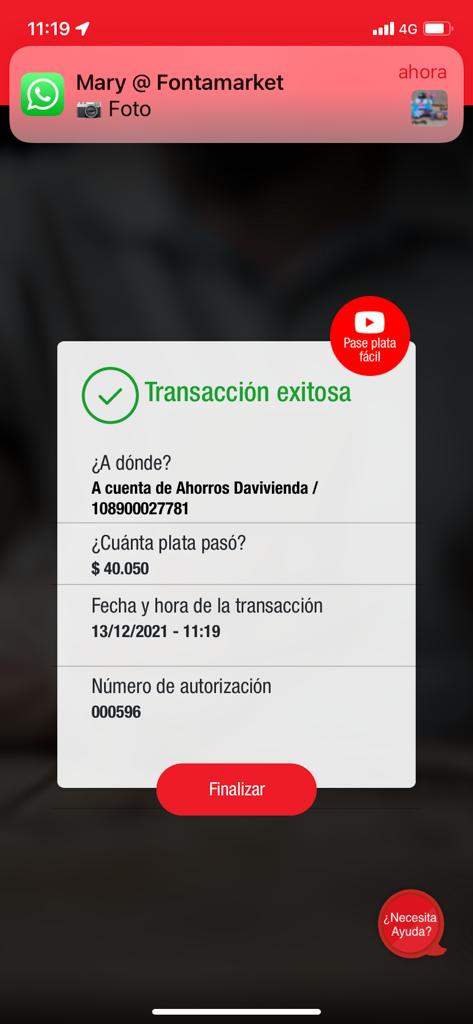 11:19
4G
Mary @ Fontamarket
ahora
Foto
Pase plata
fácil
Transacción exitosa
¿A dónde?
A cuenta de Ahorros Davivienda /
108900027781
¿Cuánta plata pasó?
$ 40.050
Fecha y hora de la transacción
13/12/2021 - 11:19
Número de autorización
000596
Finalizar
¿Necesita
Ayuda?